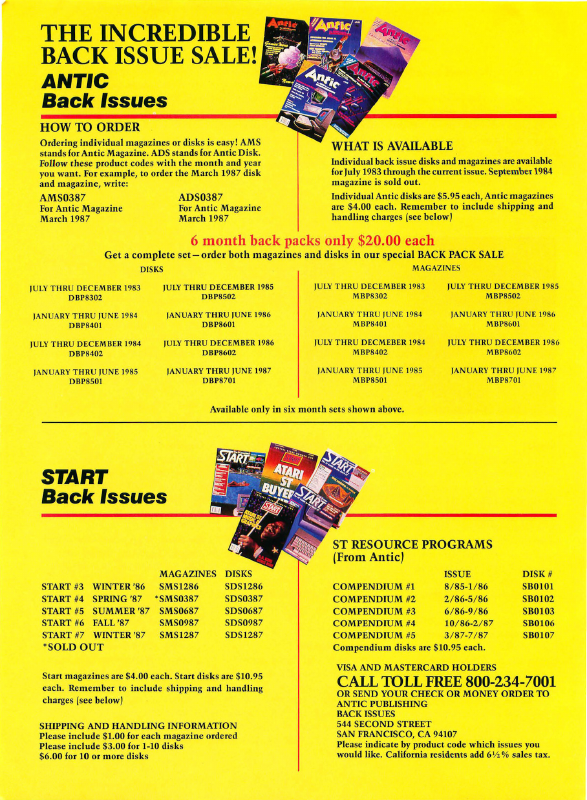 THE INCREDIBLE
BACK ISSUE SALE!
ANTIC
Back Issues
Antic
Antic
Antic
HOW TO ORDER
Ordering individual magazines or disks is easy! AMS
stands for Antic Magazine. ADS stands for Antic Disk.
Follow these product codes with the month and year
you want. For example, to order the March 1987 disk
and magazine, write:
AMS0387
For Antic Magazine
March 1987
ADS0387
For Antic Magazine
March 1987
WHAT IS AVAILABLE
Individual back issue disks and magazines are available
for July 1983 through the current issue. September 1984
magazine is sold out.
Individual Antic disks are $5.95 each, Antic magazines
are $4.00 each. Remember to include shipping and
handling charges (see below)
6 month back packs only $20.00 each
Get a complete set—order both magazines and disks in our special BACK PACK SALE
DISKS
JULY THRU DECEMBER 1983
DBP8302
JULY THRU DECEMBER 1985
DBP8502
JANUARY THRU JUNE 1984
DBP8401
JANUARY THRU JUNE 1986
DBP8601
JULY THRU DECEMBER 1984
DBP8402
JULY THRU DECEMBER 1986
DBP8602
JANUARY THRU JUNE 1985
DBP8501
JANUARY THRU JUNE 1987
DBP8701
MAGAZINES
JULY THRU DECEMBER 1983
MBP8302
JULY THRU DECEMBER 1985
MBP8502
JANUARY THRU JUNE 1984
MBP8401
JANUARY THRU JUNE 1986
MBP8601
JULY THRU DECEMBER 1984
MBP8402
JULY THRU DECEMBER 1986
MBP8602
JANUARY THRU JUNE 1985
MBP8501
JANUARY THRU JUNE 1987
MBP8701
Available only in six month sets shown above.
START
Back Issues
START
ATARI
ST
BUYER
START
START
START
MAGAZINES DISKS
START #3 WINTER '86 SMS1286 SDS1286
START #4 SPRING '87 *SMS0387 SDS0387
START #5 SUMMER '87 SMS0687 SDS0687
START #6 FALL '87 SMS0987 SDS0987
START #7 WINTER '87 SMS1287 SDS1287
*SOLD OUT
Start magazines are $4.00 each. Start disks are $10.95
each. Remember to include shipping and handling
charges (see below)
SHIPPING AND HANDLING INFORMATION
Please include $1.00 for each magazine ordered
Please include $3.00 for 1-10 disks
$6.00 for 10 or more disks
ST RESOURCE PROGRAMS
(From Antic)
ISSUE DISK #
COMPENDIUM #1 8/85-1/86 SB0101
COMPENDIUM #2 2/86-5/86 SB0102
COMPENDIUM #3 6/86-9/86 SB0103
COMPENDIUM #4 10/86-2/87 SB0106
COMPENDIUM #5 3/87-7/87 SB0107
Compendium disks are $10.95 each.
VISA AND MASTERCARD HOLDERS
CALL TOLL FREE 800-234-7001
OR SEND YOUR CHECK OR MONEY ORDER TO
ANTIC PUBLISHING
BACK ISSUES
544 SECOND STREET
SAN FRANCISCO, CA 94107
Please indicate by product code which issues you
would like. California residents add 6½% sales tax.